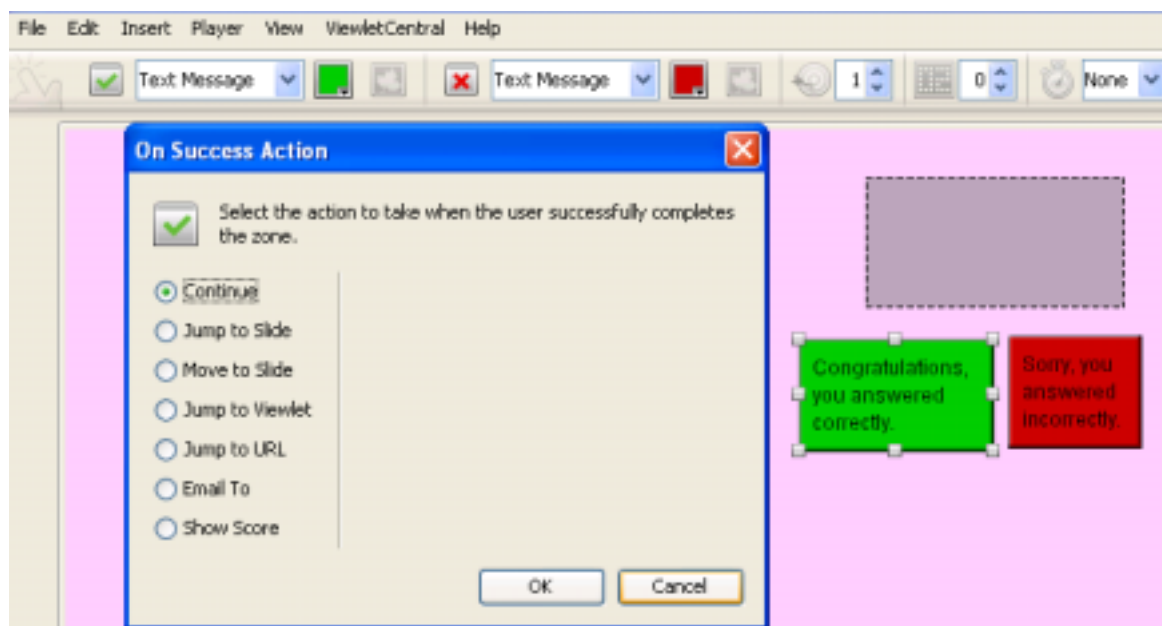 File Edit Insert Player View ViewletCentral Help
Text Message Text Message 1 0 None
On Success Action
Select the action to take when the user successfully completes
the zone.
Continue
Jump to Slide
Move to Slide
Jump to Viewlet
Jump to URL
Email To
Show Score
OK Cancel
Congratulations,
you answered
correctly.
Sorry, you
answered
incorrectly.